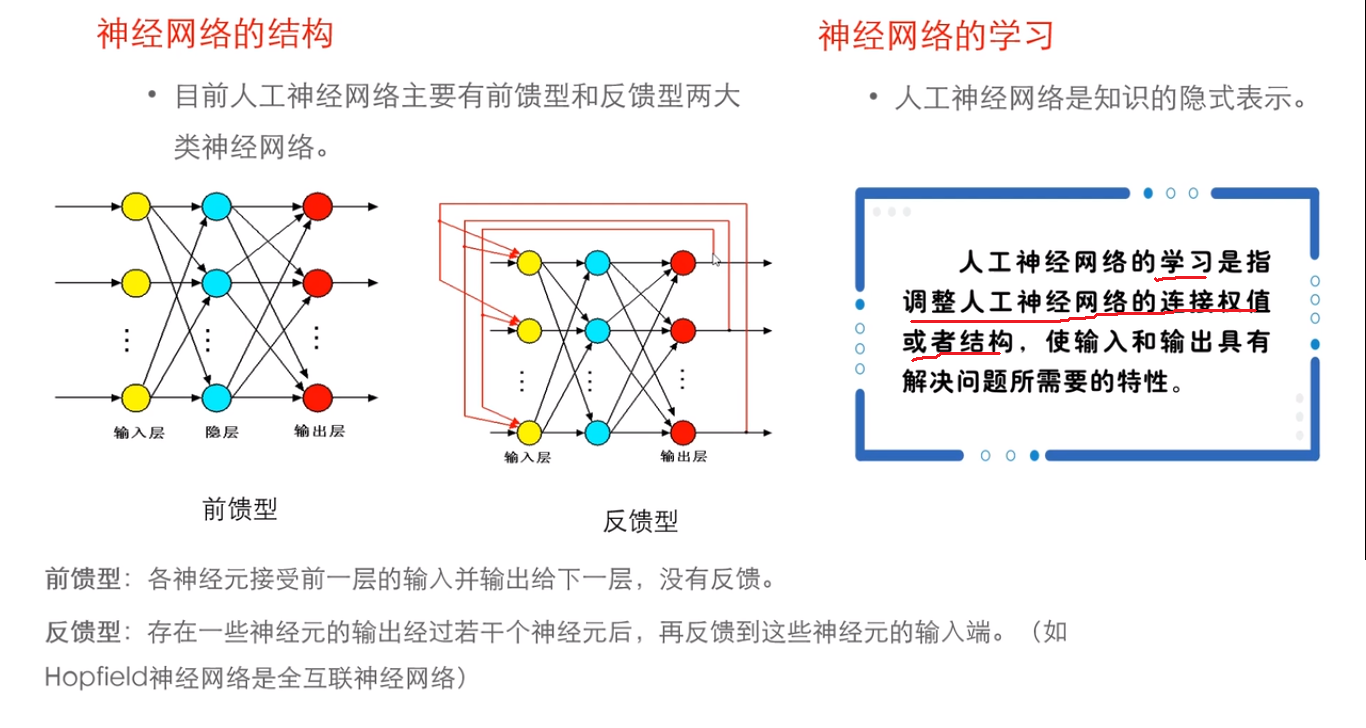 神经网络的结构
• 目前人工神经网络主要有前馈型和反馈型两大
类神经网络。
输入层
隐层
输出层
前馈型
输入层
输出层
反馈型
神经网络的学习
• 人工神经网络是知识的隐式表示。
人工神经网络的学习是指
调整人工神经网络的连接权值
或者结构，使输入和输出具有
解决问题所需要的特性。
前馈型：各神经元接受前一层的输入并输出给下一层，没有反馈。
反馈型：存在一些神经元的输出经过若干个神经元后，再反馈到这些神经元的输入端。（如
Hopfield神经网络是全互联神经网络）